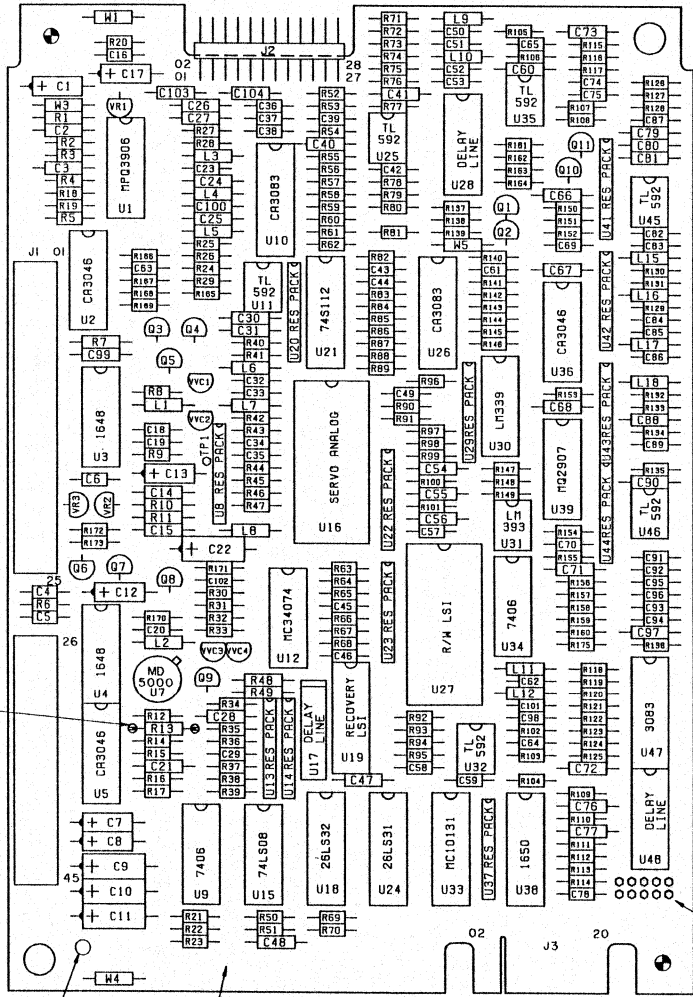 W1
R20
C16
+ C17
+ C1
W3
R1
C2
R2
R3
C3
R4
R18
R19
R5
VR1
MPQ3906
U1
J2
02
01
28
27
C103
C104
C26
C27
R27
R28
L3
C23
C24
L4
C100
C25
L5
R25
R26
R24
R29
R165
C36
C37
C38
CA3083
U10
R52
R53
C39
R54
C40
R55
R56
R57
R58
R59
R60
R61
R62
R71
R72
R73
R74
R75
R76
C41
R77
TL
592
U25
C42
R78
R79
R80
R81
L9
C50
C51
L10
C52
C53
DELAY
LINE
U28
R137
R138
R139
W5
R105
C65
R106
C60
TL
592
U35
R161
R162
R163
R164
Q1
Q2
C73
R115
R116
R117
C74
C75
R107
R108
Q11
Q10
C66
R150
R151
R152
C69
C67
U41 RES PACK
R126
R127
R128
C87
C79
C80
C81
TL
592
U45
C82
C83
L15
R130
R131
L16
R129
C84
C85
L17
C86
J1
01
CA3046
U2
R166
C63
R167
R168
R169
Q3
Q4
Q5
R7
C99
TL
592
U11
U20 RES PACK
74S112
U21
C30
C31
R40
R41
L6
C32
C33
L7
R42
R43
C34
C35
R44
R45
R46
R47
L8
R82
C43
C44
R83
R84
R85
R86
R87
R88
R89
CA3083
U26
R140
C61
R141
R142
R143
R144
R145
R146
CA3046
U36
U42 RES PACK
1648
U3
R8
L1
VVC1
VVC2
TP1
C18
C19
R9
+ C13
U8 RES PACK
C6
VR3
VR2
C14
R10
R11
C15
R172
R173
+ C22
SERVO ANALOG
U16
C49
R90
R91
R96
R97
R98
R99
C54
R100
C55
R101
C56
C57
U22 RES PACK
U29 RES PACK
LM339
U30
R147
R148
R149
LM
393
U31
R153
C68
MQ2907
U39
U43 RES PACK
U44 RES PACK
L18
R132
R133
C88
R134
C89
R135
C90
TL
592
U46
R154
C70
R155
C71
Q6
Q7
Q8
25
C4
R6
C5
+ C12
R171
C102
R30
R31
R32
R33
MC34074
U12
R63
R64
R65
C45
R66
R67
R68
C46
U23 RES PACK
R/W LSI
U27
7406
U34
R156
R157
R158
R159
R160
R175
C91
C92
C95
C96
C93
C94
C97
R136
26
1648
U4
R170
C20
L2
VVC3
VVC4
MD
5000
U7
Q9
R48
R49
R34
C28
R35
R36
C29
R37
R38
R39
U13 RES PACK
U14 RES PACK
DELAY
LINE
U17
RECOVERY
LSI
U19
C47
R92
R93
R94
R95
C58
TL
592
U32
C59
L11
C62
L12
C101
C98
R102
C64
R103
R104
R118
R119
R120
R121
R122
R123
R124
R125
C72
3083
U47
CA3046
U5
R12
R13
R14
R15
C21
R16
R17
+ C7
+ C8
+ C9
+ C10
+ C11
45
7406
U9
74LS08
U15
26LS32
U18
26LS31
U24
MC10131
U33
U37 RES PACK
1650
U38
R109
C76
R110
C77
R111
R112
R113
R114
C78
DELAY
LINE
U48
R21
R22
R23
R50
R51
C48
R69
R70
W4
02
J3
20